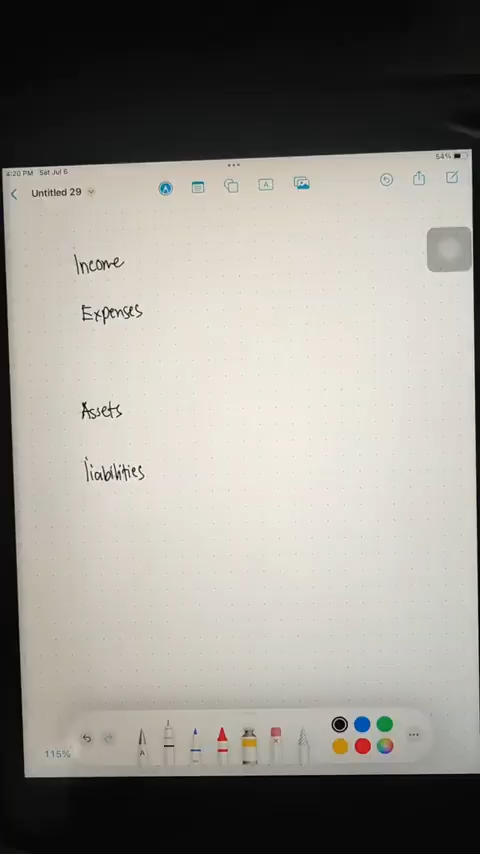 4:20 PM Sat Jul 6
54%
Untitled 29
A
Income
Expenses
Assets
liabilities
A
115%